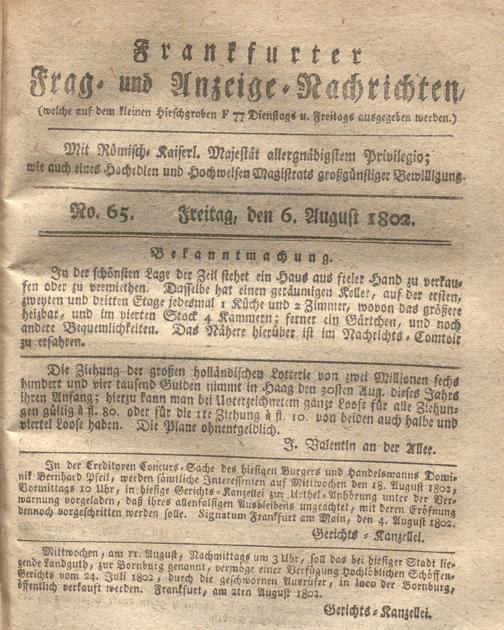 Frankfurter
Frag- und Anzeige-Nachrichten,
(welche auf dem kleinen Hirschgraben F 77 Dienstags u. Freitags ausgegeben werden.)
Mit Römisch-Kaiserl. Majestät allergnädigstem Privilegio;
wie auch eines Hochedlen und Hochweisen Magistrats großgünstiger Bewilligung.
No. 65. Freitag, den 6. August 1802.
Bekanntmachung.
In der schönsten Lage der Zeil stehet ein Haus aus freier Hand zu verkau-
fen oder zu vermiethen. Dasselbe hat einen geräumigen Keller, auf der ersten,
zweyten und dritten Etage jedesmal 1 Küche und 2 Zimmer, wovon das größere
heizbar, und im vierten Stock 4 Kammern; ferner ein Gärtchen, und noch
andere Bequemlichkeiten. Das Nähere hierüber ist im Nachrichts-Comtoir
zu erfahren.
Die Ziehung der großen holländischen Lotterie von zwei Millionen sechs
hundert und vier tausend Gulden nimmt in Haag den 30sten Aug. dieses Jahrs
ihren Anfang; hierzu kann man bei Unterzeichnetem ganze Loose für alle Ziehun-
gen gültig à fl. 80. oder für die 1te Ziehung à fl. 10. von beiden auch halbe und
viertel Loose haben. Die Plane ohnentgeldlich.
J. Valentin an der Allee.
In der Creditoren Concurs-Sache des hiesigen Burgers und Handelsmanns Domi-
nik Bernhard Pfeil, werden sämtliche Interessenten auf Mittwochen den 18. August 1802,
Vormittags 10 Uhr, in hiesige Gerichts-Kanzellei zur Urthel-Anhörung unter der Ver-
warnung vorgeladen, daß ihres allenfalsigen Ausbleibens ungeachtet, mit deren Eröfnung
dennoch vorgeschritten werden solle. Signatum Frankfurt am Main, den 4. August 1802.
Gerichts-Kanzellei.
Mittwochen, am 11. August, Nachmittags um 3 Uhr, soll das bei hiesiger Stadt lie-
gende Landguth, zur Bornburg genannt, vermöge einer Verfügung Hochlöblichen Schöffen-
Gerichts vom 24. Juli 1802, durch die geschwornen Ausrüfer, in loco der Bornburg,
öffentlich verkauft werden. Frankfurt, am 2ten August 1802.
Gerichts-Kanzellei.